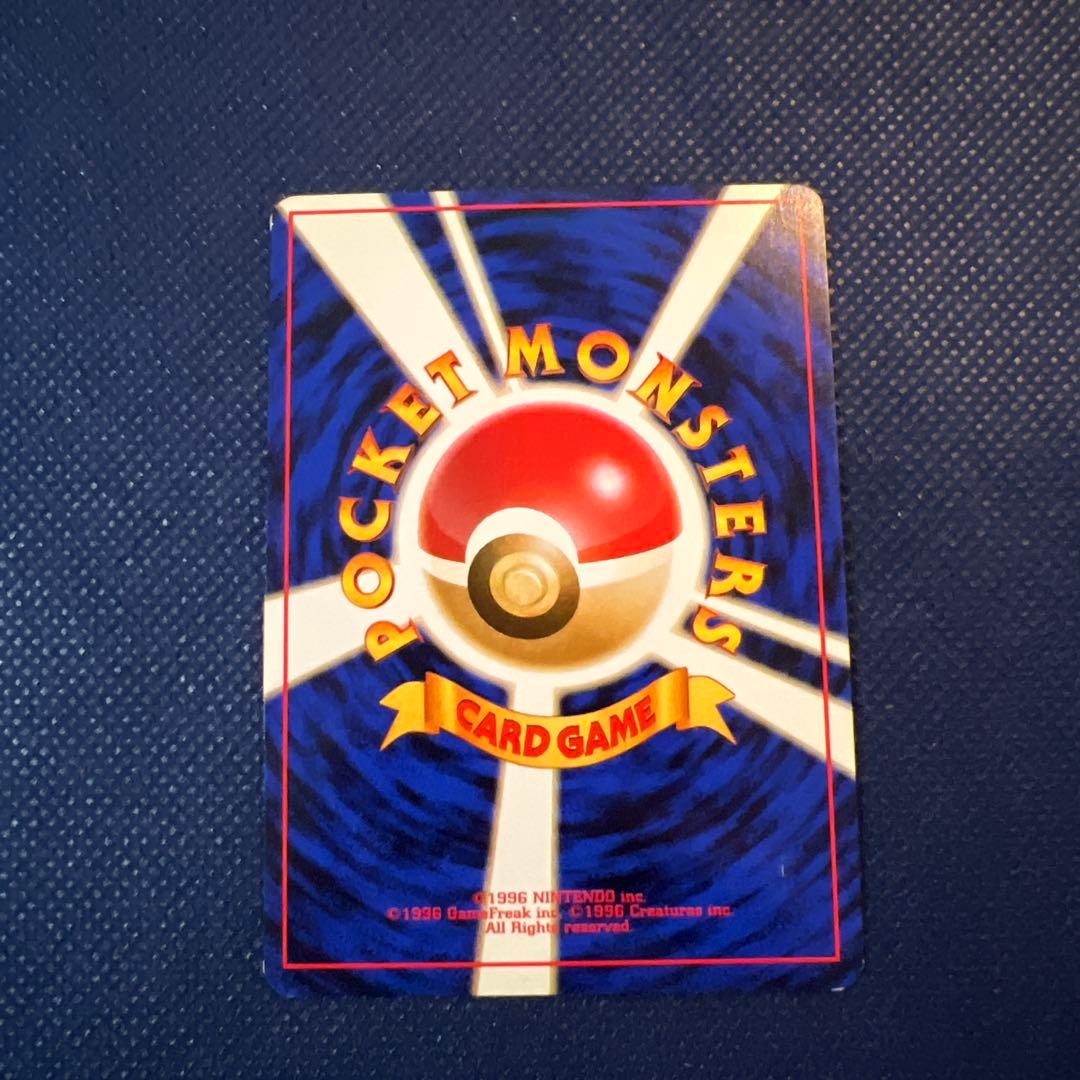 POCKET MONSTERS
CARD GAME
©1996 NINTENDO inc.
©1996 GameFreak inc. ©1996 Creatures inc.
All Rights reserved.